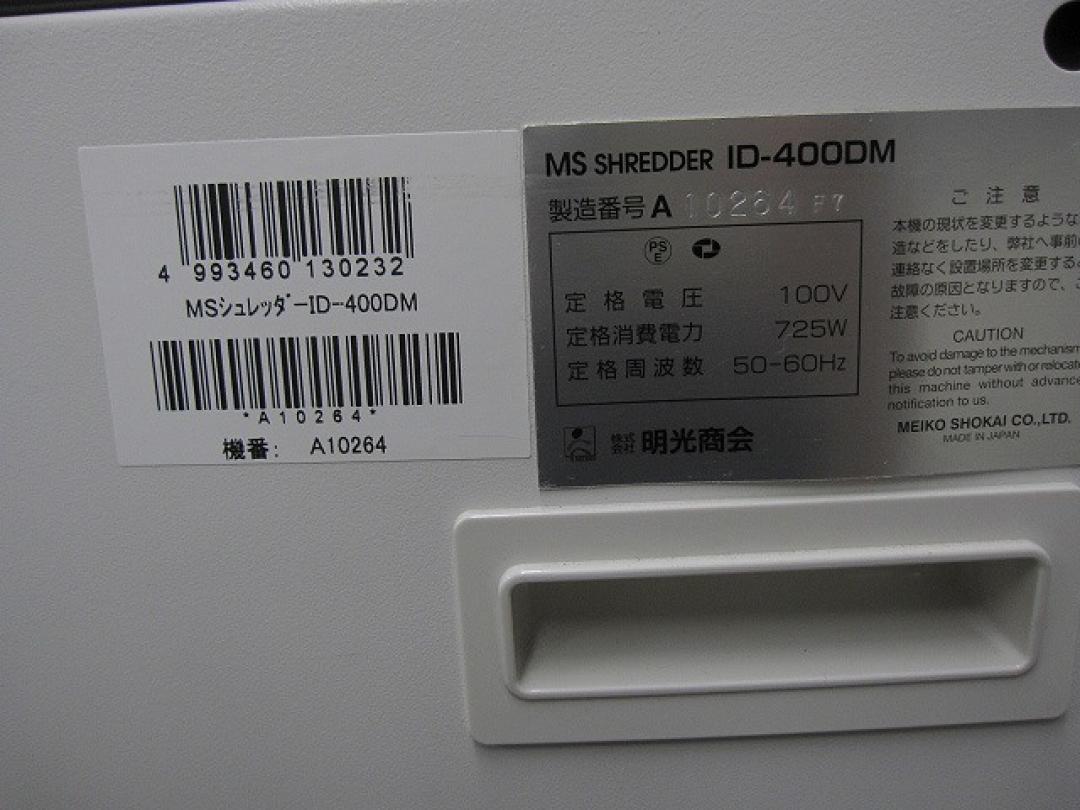 4 993460 130232
MSシュレッダーID-400DM
*A10264*
機番: A10264
MS SHREDDER ID-400DM
製造番号 A 10264 F7
PS
E
定格電圧 100V
定格消費電力 725W
定格周波数 50-60Hz
株式
会社 明光商会
ご注意
本機の現状を変更するような
造などをしたり、弊社へ事前
連絡なく設置場所を変更する
故障の原因となりますので、
注意ください。
CAUTION
To avoid damage to the mechanism
please do not tamper with or relocate
this machine without advance
notification to us.
MEIKO SHOKAI CO.,LTD.
MADE IN JAPAN